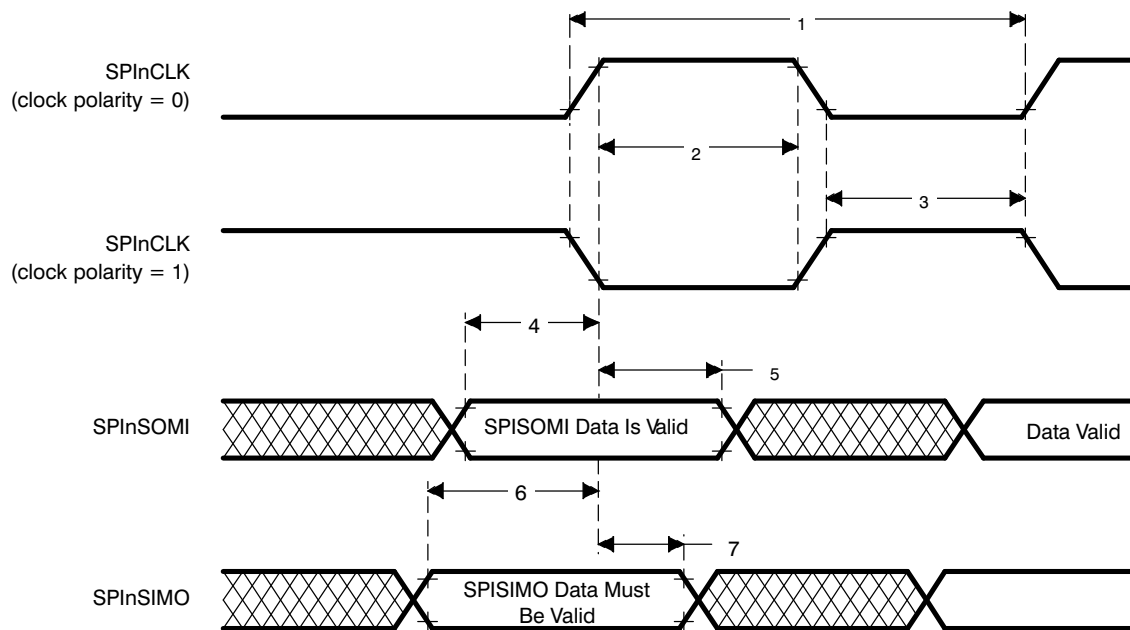 1
SPInCLK
(clock polarity = 0)
2
3
SPInCLK
(clock polarity = 1)
4
5
SPInSOMI
SPISOMI Data Is Valid
Data Valid
6
7
SPInSIMO
SPISIMO Data Must
Be Valid